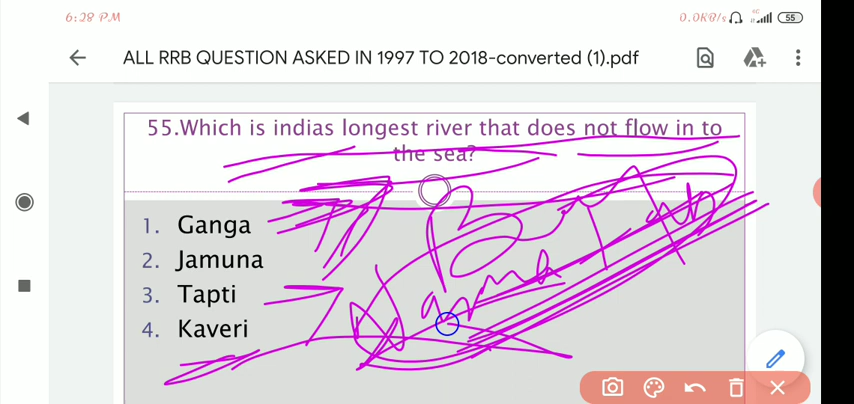 6:28 PM
0.0KB/s 4G 55
ALL RRB QUESTION ASKED IN 1997 TO 2018-converted (1).pdf
55.Which is indias longest river that does not flow in to
the sea?
1. Ganga
2. Jamuna
3. Tapti
4. Kaveri